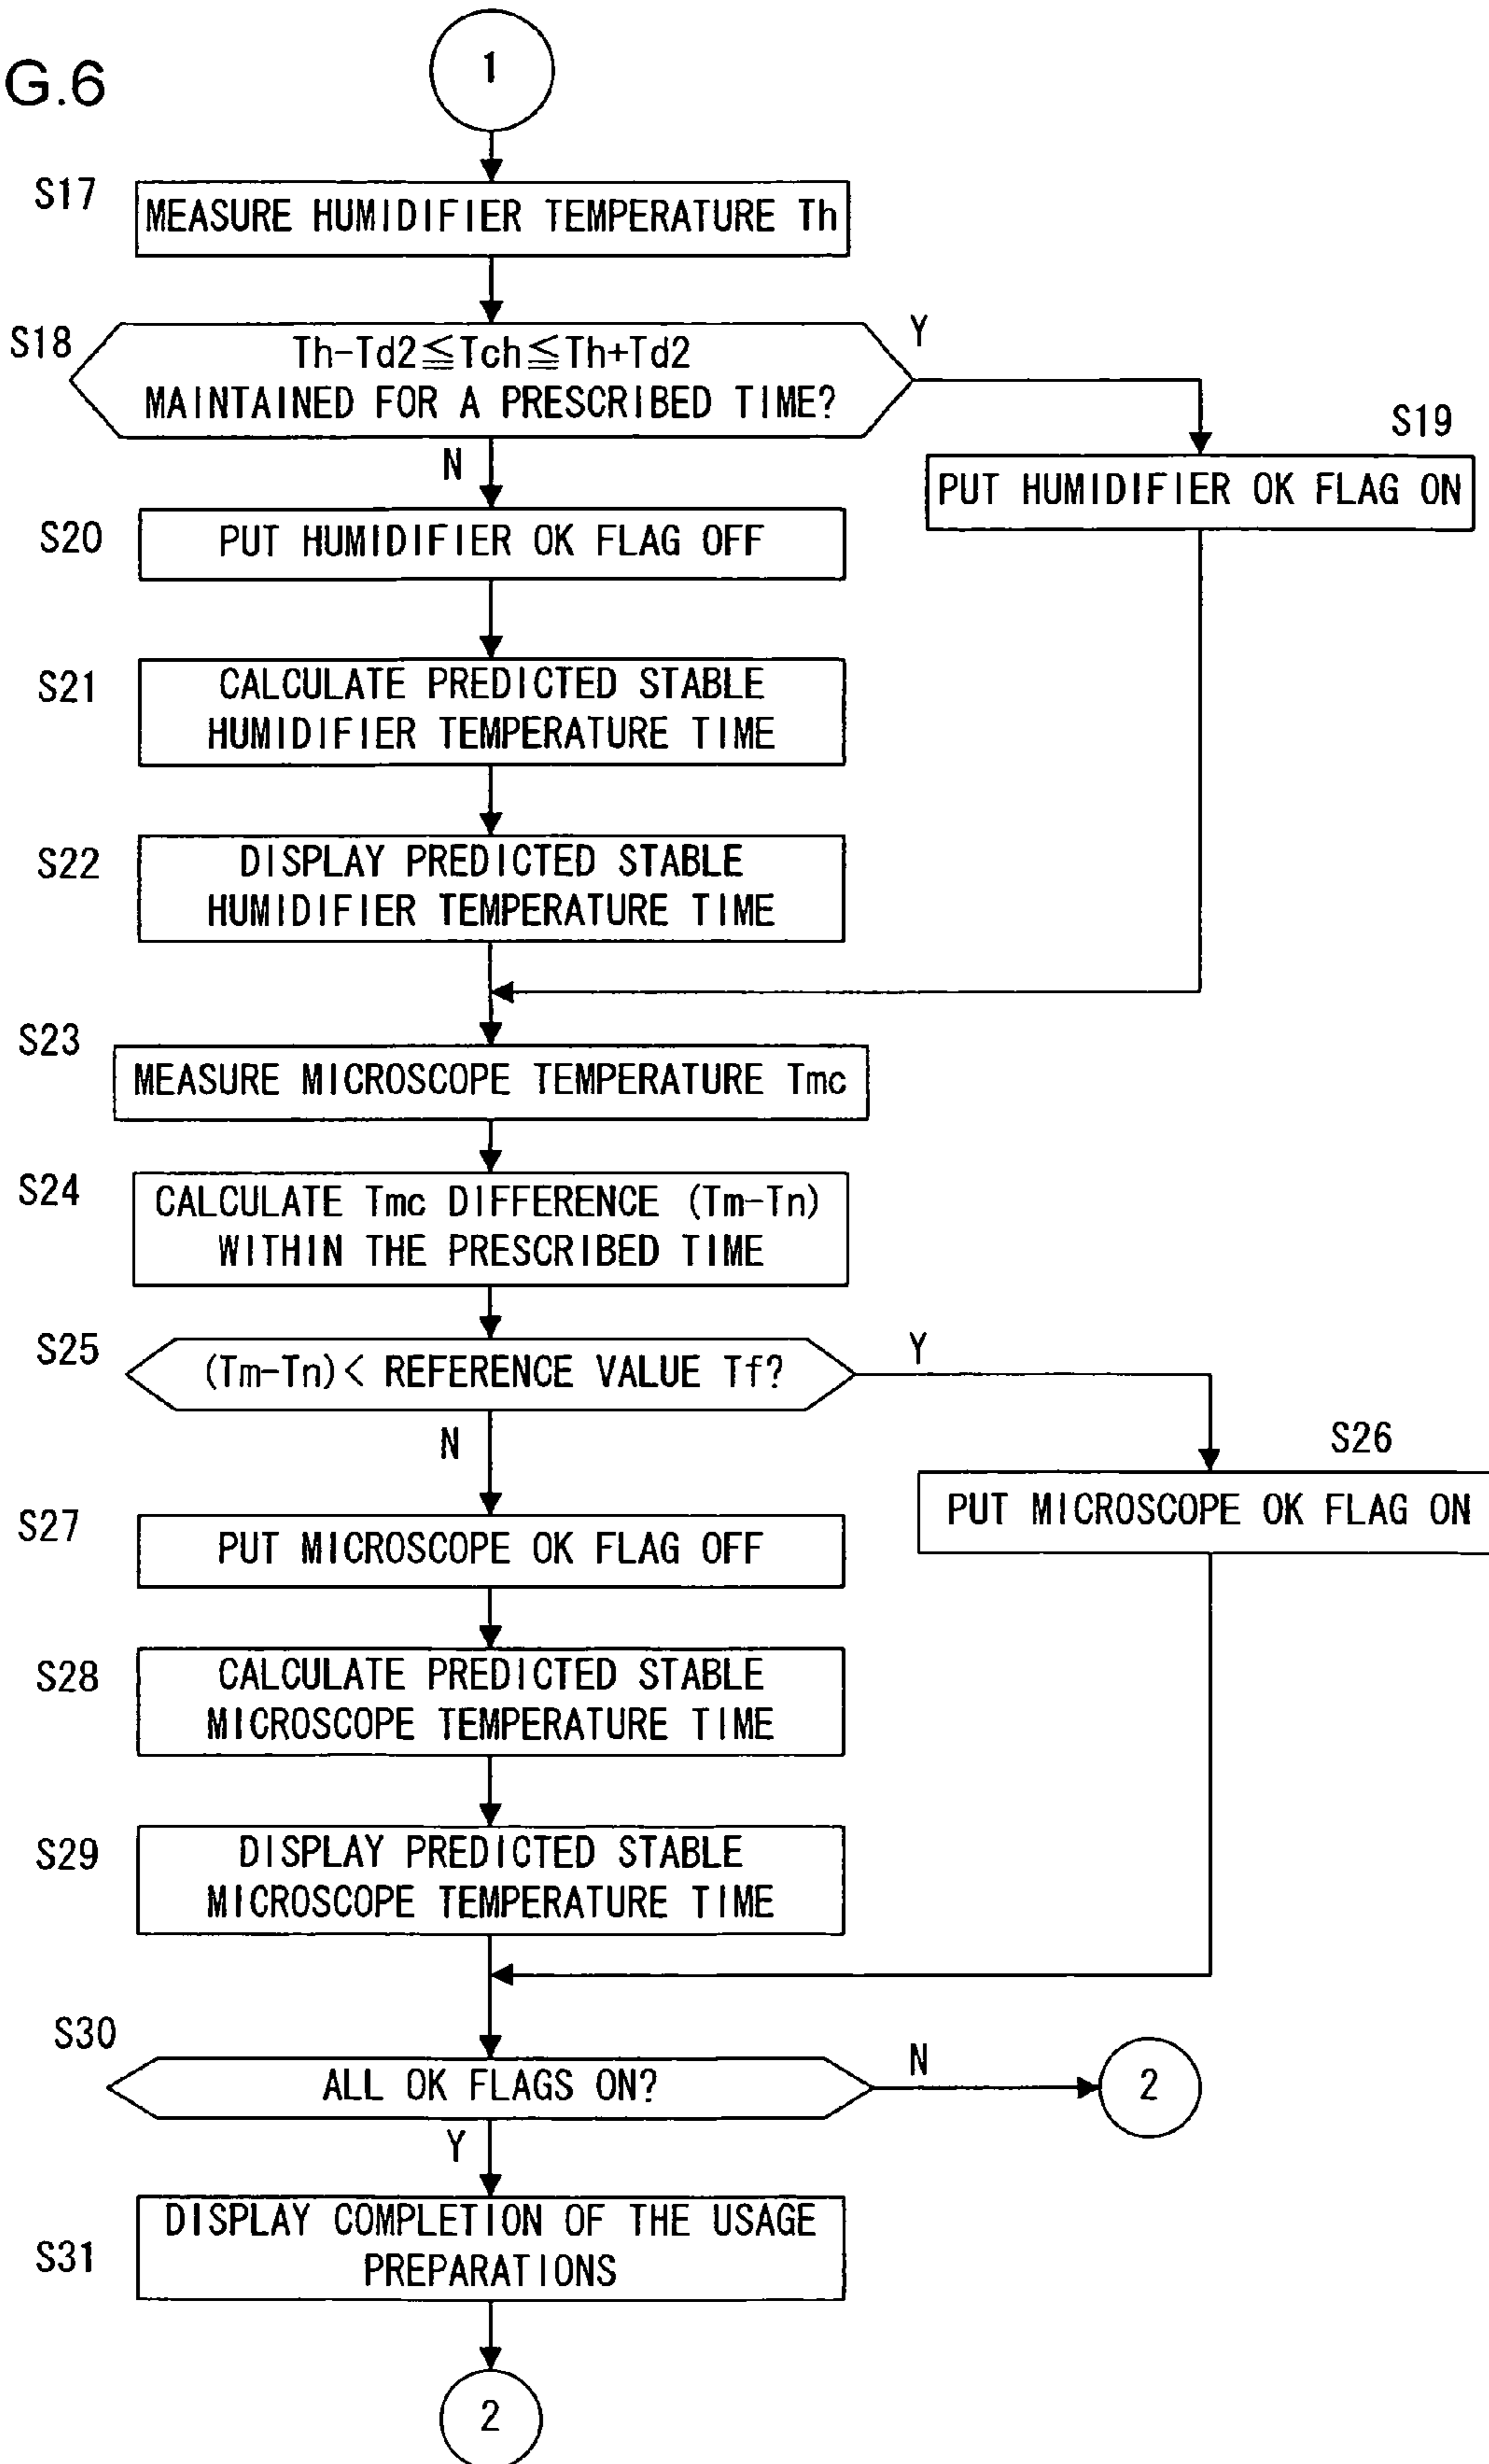 G.6
1
S17
MEASURE HUMIDIFIER TEMPERATURE Th
S18
Th-Td2≦Tch≦Th+Td2
MAINTAINED FOR A PRESCRIBED TIME?
Y
N
S19
PUT HUMIDIFIER OK FLAG ON
S20
PUT HUMIDIFIER OK FLAG OFF
S21
CALCULATE PREDICTED STABLE
HUMIDIFIER TEMPERATURE TIME
S22
DISPLAY PREDICTED STABLE
HUMIDIFIER TEMPERATURE TIME
S23
MEASURE MICROSCOPE TEMPERATURE Tmc
S24
CALCULATE Tmc DIFFERENCE (Tm-Tn)
WITHIN THE PRESCRIBED TIME
S25
(Tm-Tn)< REFERENCE VALUE Tf?
Y
N
S26
PUT MICROSCOPE OK FLAG ON
S27
PUT MICROSCOPE OK FLAG OFF
S28
CALCULATE PREDICTED STABLE
MICROSCOPE TEMPERATURE TIME
S29
DISPLAY PREDICTED STABLE
MICROSCOPE TEMPERATURE TIME
S30
ALL OK FLAGS ON?
N
2
Y
S31
DISPLAY COMPLETION OF THE USAGE
PREPARATIONS
2